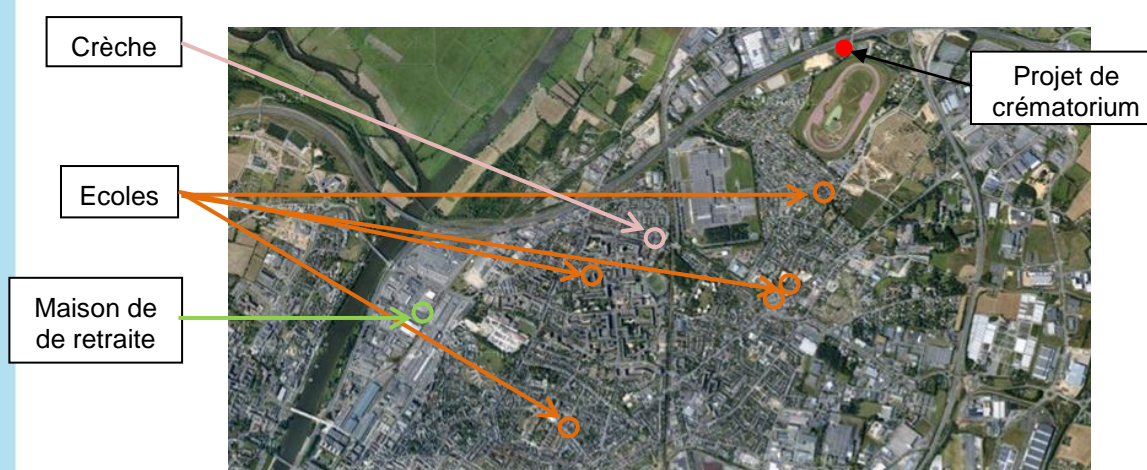 Crèche
Projet de
crématorium
Ecoles
Maison de
de retraite